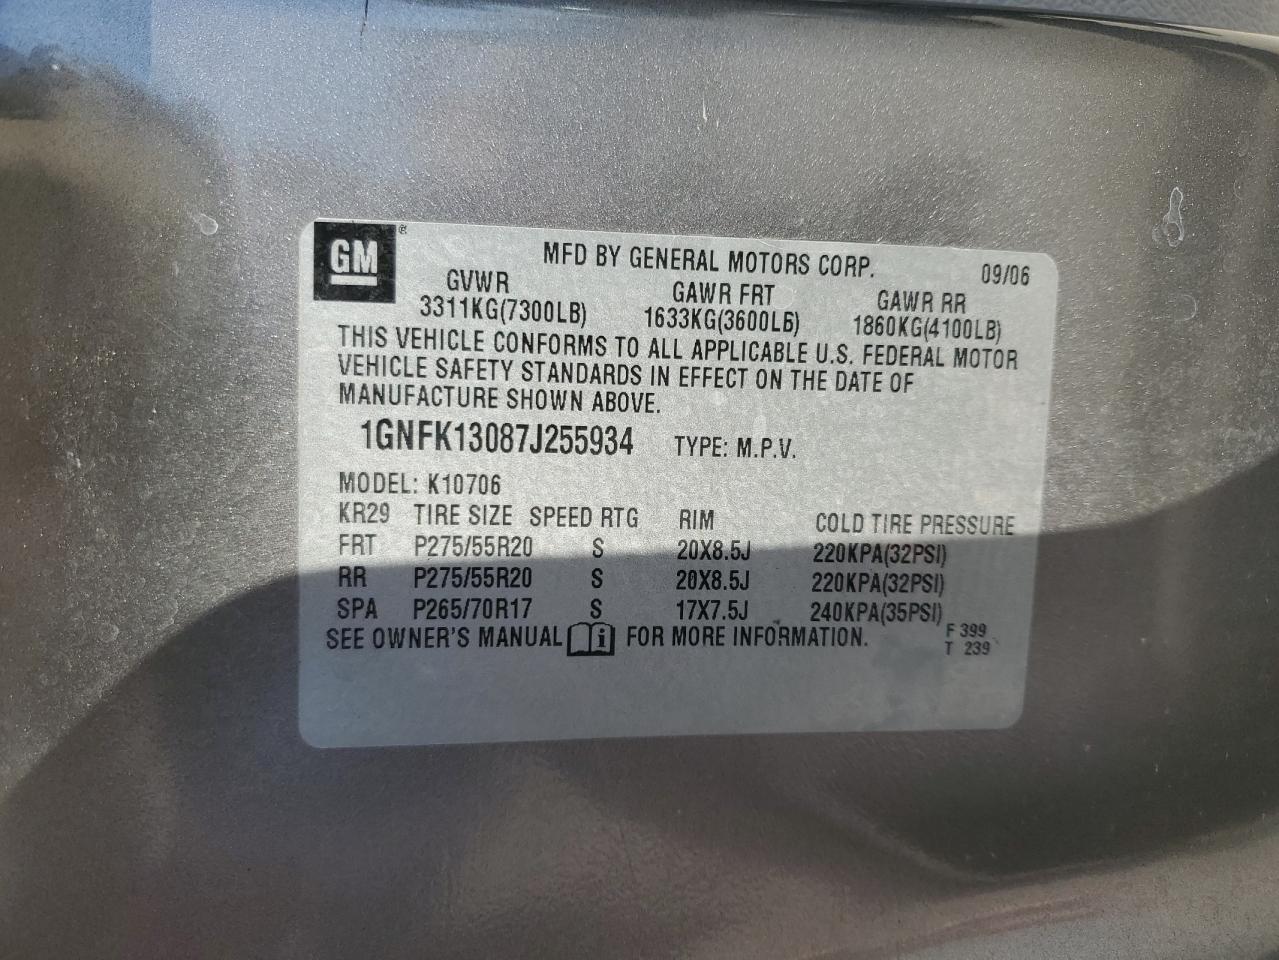 GM ®
MFD BY GENERAL MOTORS CORP. 09/06
GVWR GAWR FRT GAWR RR
3311KG(7300LB) 1633KG(3600LB) 1860KG(4100LB)
THIS VEHICLE CONFORMS TO ALL APPLICABLE U.S. FEDERAL MOTOR
VEHICLE SAFETY STANDARDS IN EFFECT ON THE DATE OF
MANUFACTURE SHOWN ABOVE.
1GNFK13087J255934 TYPE: M.P.V.
MODEL: K10706
KR29 TIRE SIZE SPEED RTG RIM COLD TIRE PRESSURE
FRT P275/55R20 S 20X8.5J 220KPA(32PSI)
RR P275/55R20 S 20X8.5J 220KPA(32PSI)
SPA P265/70R17 S 17X7.5J 240KPA(35PSI)
SEE OWNER'S MANUAL i FOR MORE INFORMATION. F 399
T 239